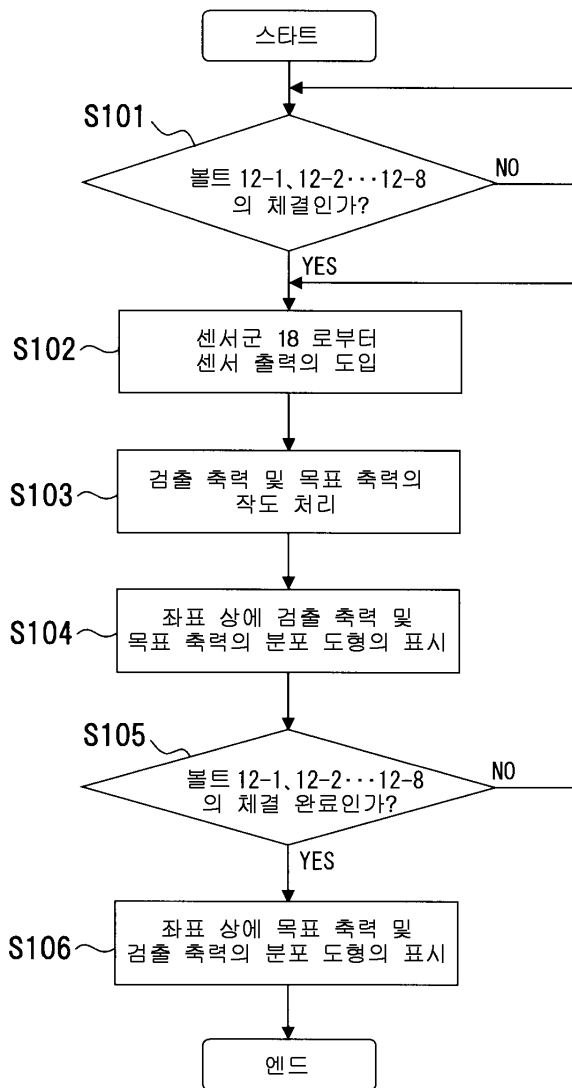 스타트
S101
볼트 12-1、12-2···12-8
의 체결인가?
NO
YES
S102
센서군 18 로부터
센서 출력의 도입
S103
검출 축력 및 목표 축력의
작도 처리
S104
좌표 상에 검출 축력 및
목표 축력의 분포 도형의 표시
S105
볼트 12-1、12-2···12-8
의 체결 완료인가?
NO
YES
S106
좌표 상에 목표 축력 및
검출 축력의 분포 도형의 표시
엔드